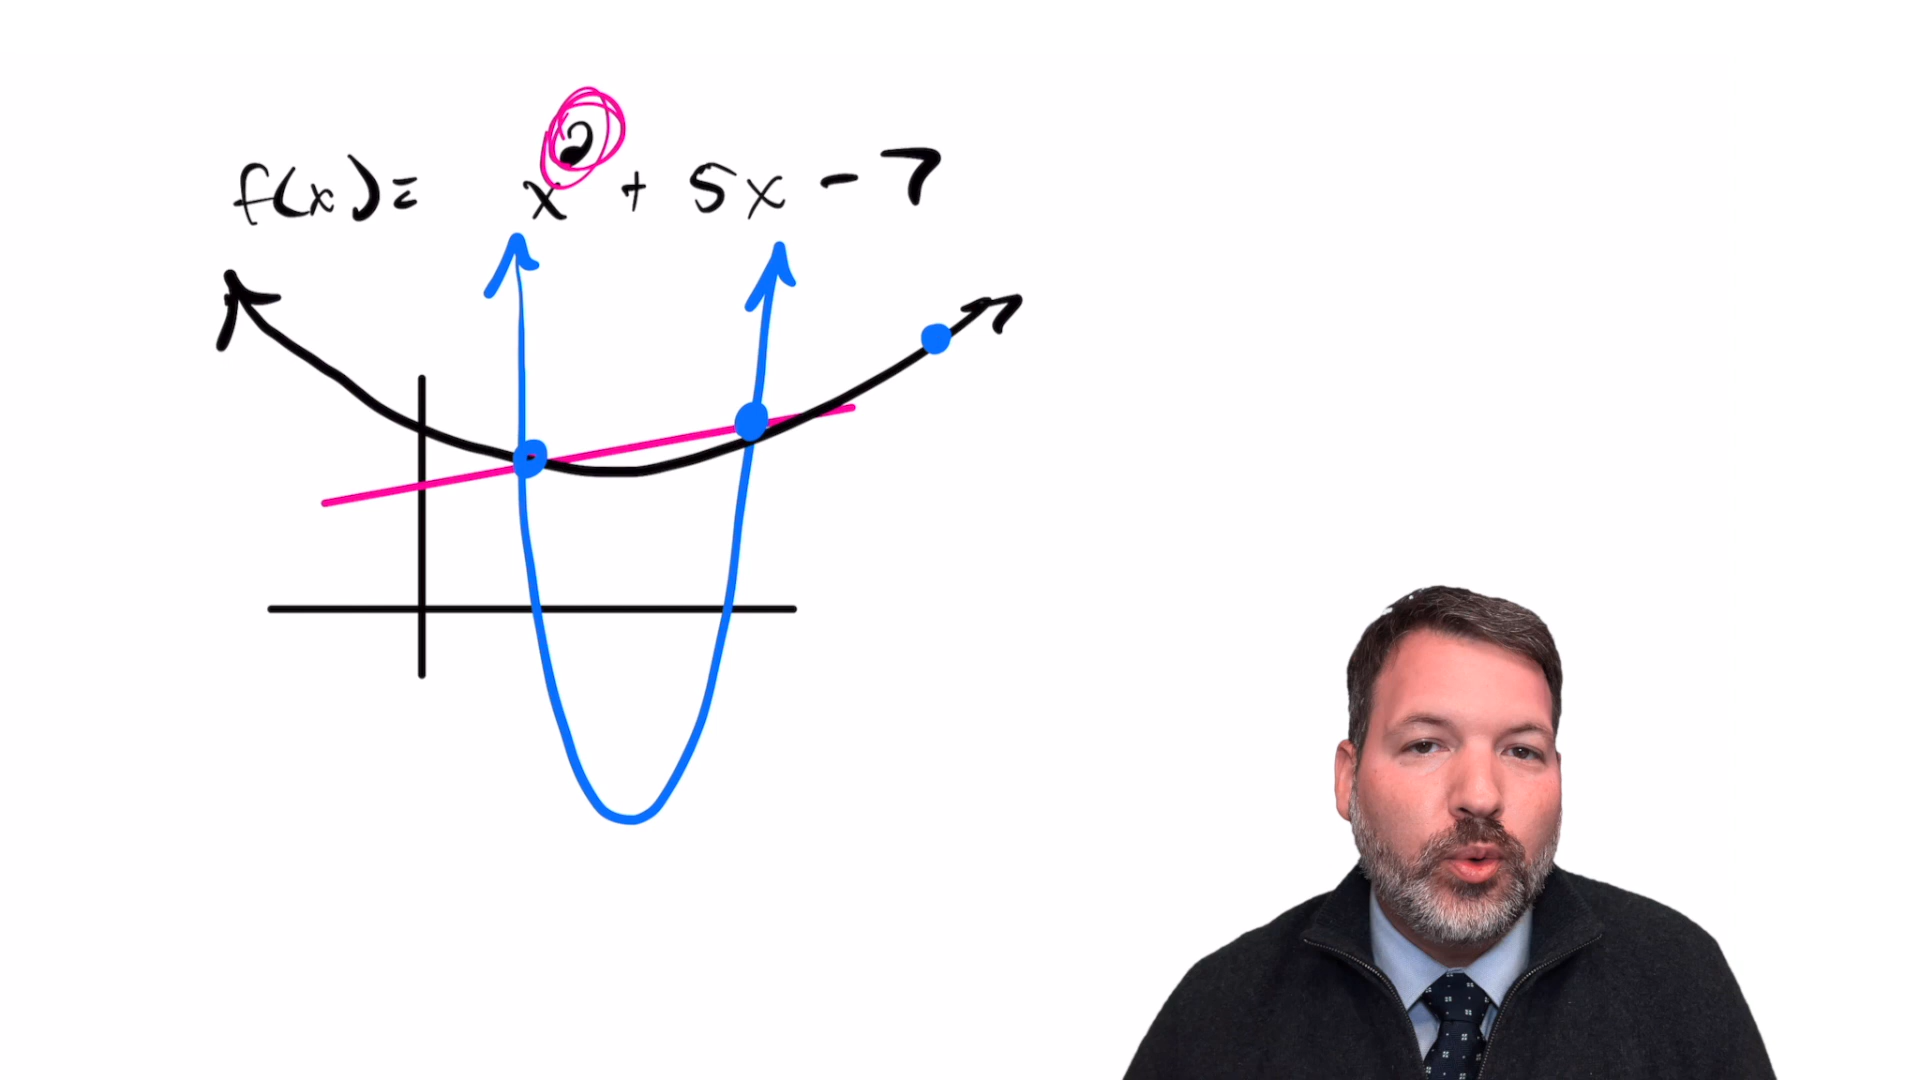 f(x) = x² + 5x - 7